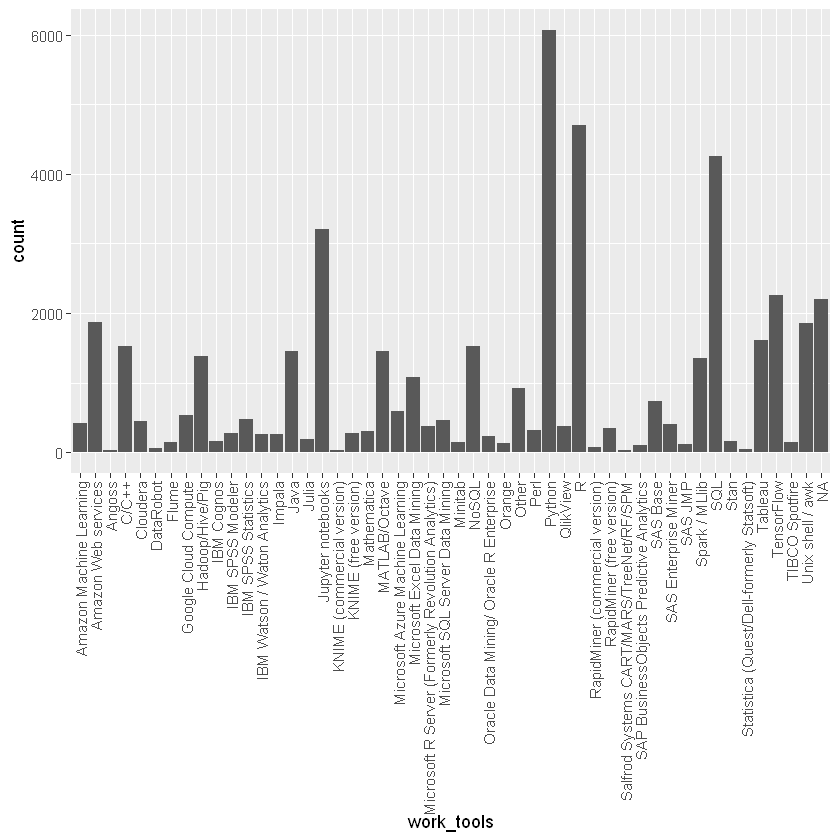 6000
4000
2000
0
count
Amazon Machine Learning
Amazon Web services
Angoss
C/C++
Cloudera
DataRobot
Flume
Google Cloud Compute
Hadoop/Hive/Pig
IBM Cognos
IBM SPSS Modeler
IBM SPSS Statistics
IBM Watson / Waton Analytics
Impala
Java
Julia
Jupyter notebooks
KNIME (commercial version)
KNIME (free version)
Mathematica
MATLAB/Octave
Microsoft Azure Machine Learning
Microsoft Excel Data Mining
Microsoft R Server (Formerly Revolution Analytics)
Microsoft SQL Server Data Mining
Minitab
NoSQL
Oracle Data Mining/ Oracle R Enterprise
Orange
Other
Perl
Python
QlikView
R
RapidMiner (commercial version)
RapidMiner (free version)
Salfrod Systems CART/MARS/TreeNet/RF/SPM
SAP BusinessObjects Predictive Analytics
SAS Base
SAS Enterprise Miner
SAS JMP
Spark / MLlib
SQL
Stan
Statistica (Quest/Dell-formerly Statsoft)
Tableau
TensorFlow
TIBCO Spotfire
Unix shell / awk
NA
work_tools